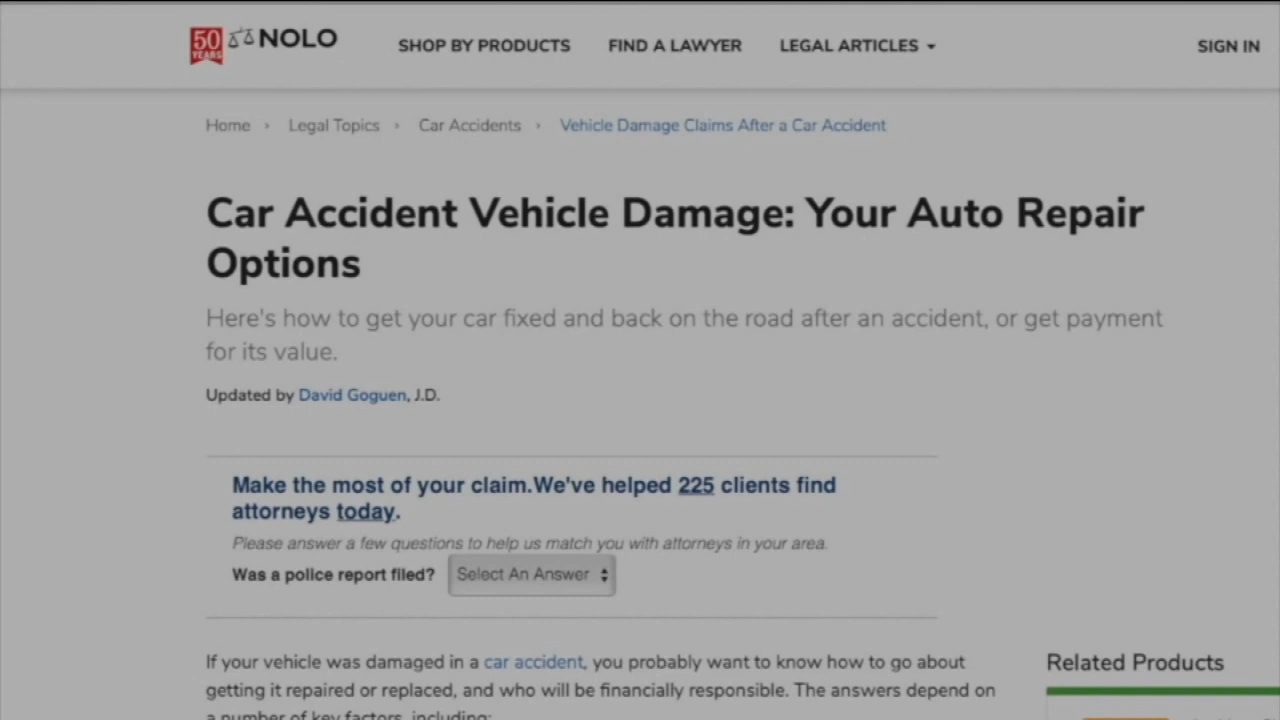 50 YEARS NOLO SHOP BY PRODUCTS FIND A LAWYER LEGAL ARTICLES SIGN IN
Home › Legal Topics › Car Accidents › Vehicle Damage Claims After a Car Accident
Car Accident Vehicle Damage: Your Auto Repair
Options
Here's how to get your car fixed and back on the road after an accident, or get payment
for its value.
Updated by David Goguen, J.D.
Make the most of your claim.We've helped 225 clients find
attorneys today.
Please answer a few questions to help us match you with attorneys in your area.
Was a police report filed? Select An Answer
If your vehicle was damaged in a car accident, you probably want to know how to go about
getting it repaired or replaced, and who will be financially responsible. The answers depend on
a number of key factors, including:
Related Products